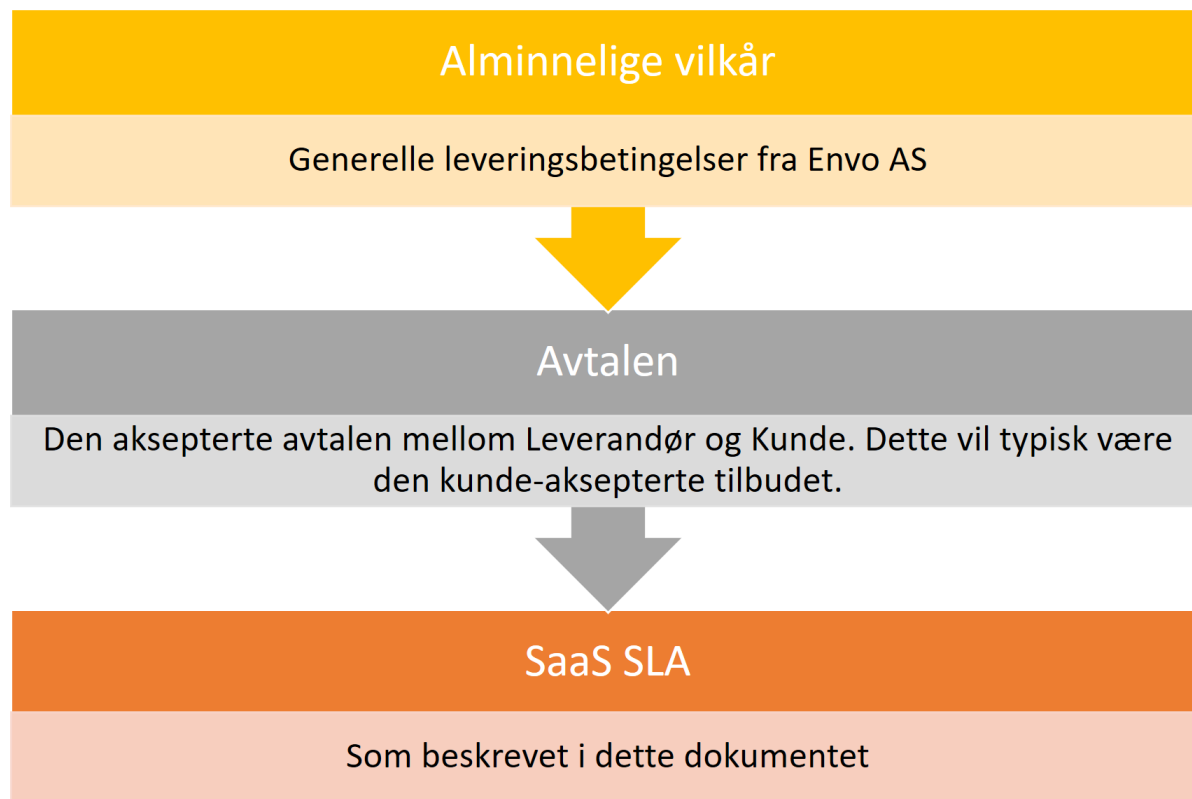 Alminnelige vilkår
Generelle leveringsbetingelser fra Envo AS
Avtalen
Den aksepterte avtalen mellom Leverandør og Kunde. Dette vil typisk være
den kunde-aksepterte tilbudet.
SaaS SLA
Som beskrevet i dette dokumentet